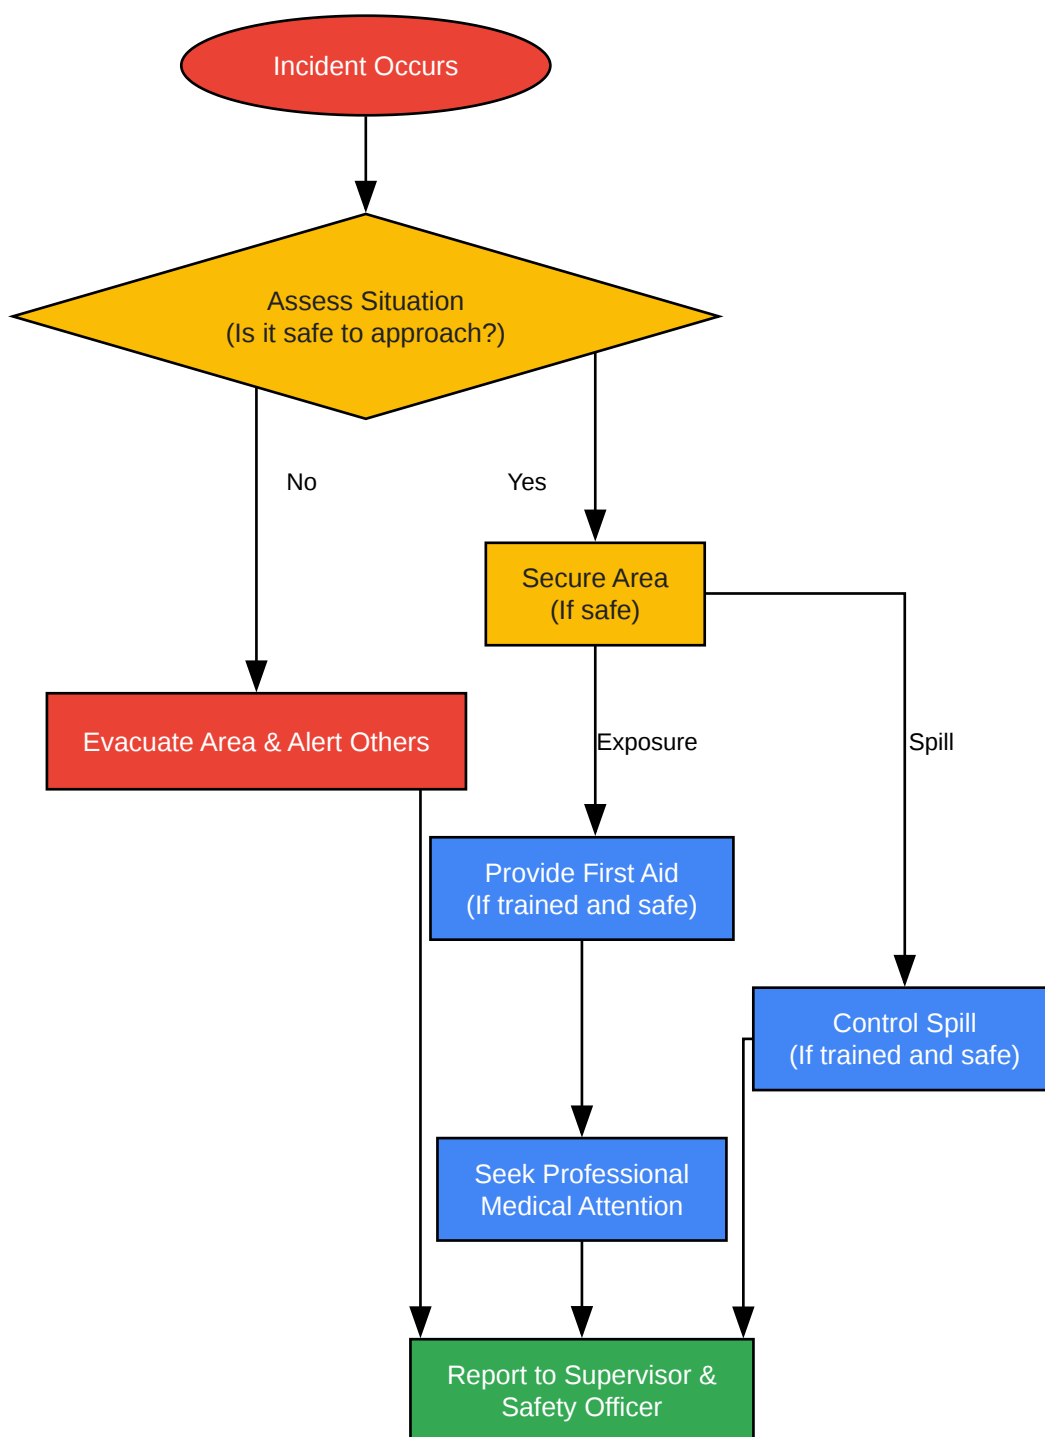 Incident Occurs
Assess Situation
(Is it safe to approach?)
No
Yes
Secure Area
(If safe)
Evacuate Area & Alert Others
Exposure
Spill
Provide First Aid
(If trained and safe)
Control Spill
(If trained and safe)
Seek Professional
Medical Attention
Report to Supervisor &
Safety Officer